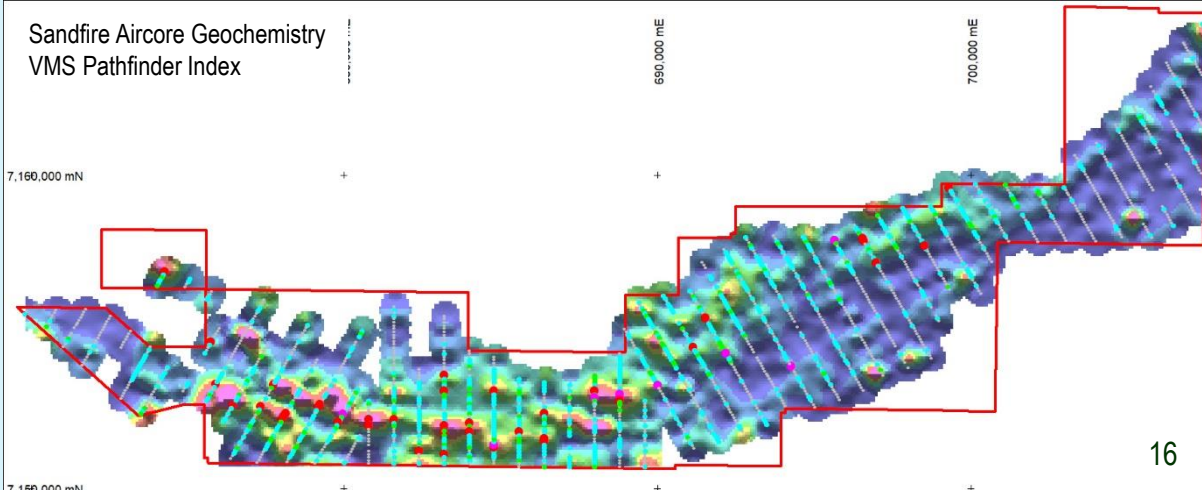 Sandfire Aircore Geochemistry
VMS Pathfinder Index
690,000 mE
700,000 mE
7,160,000 mN
16